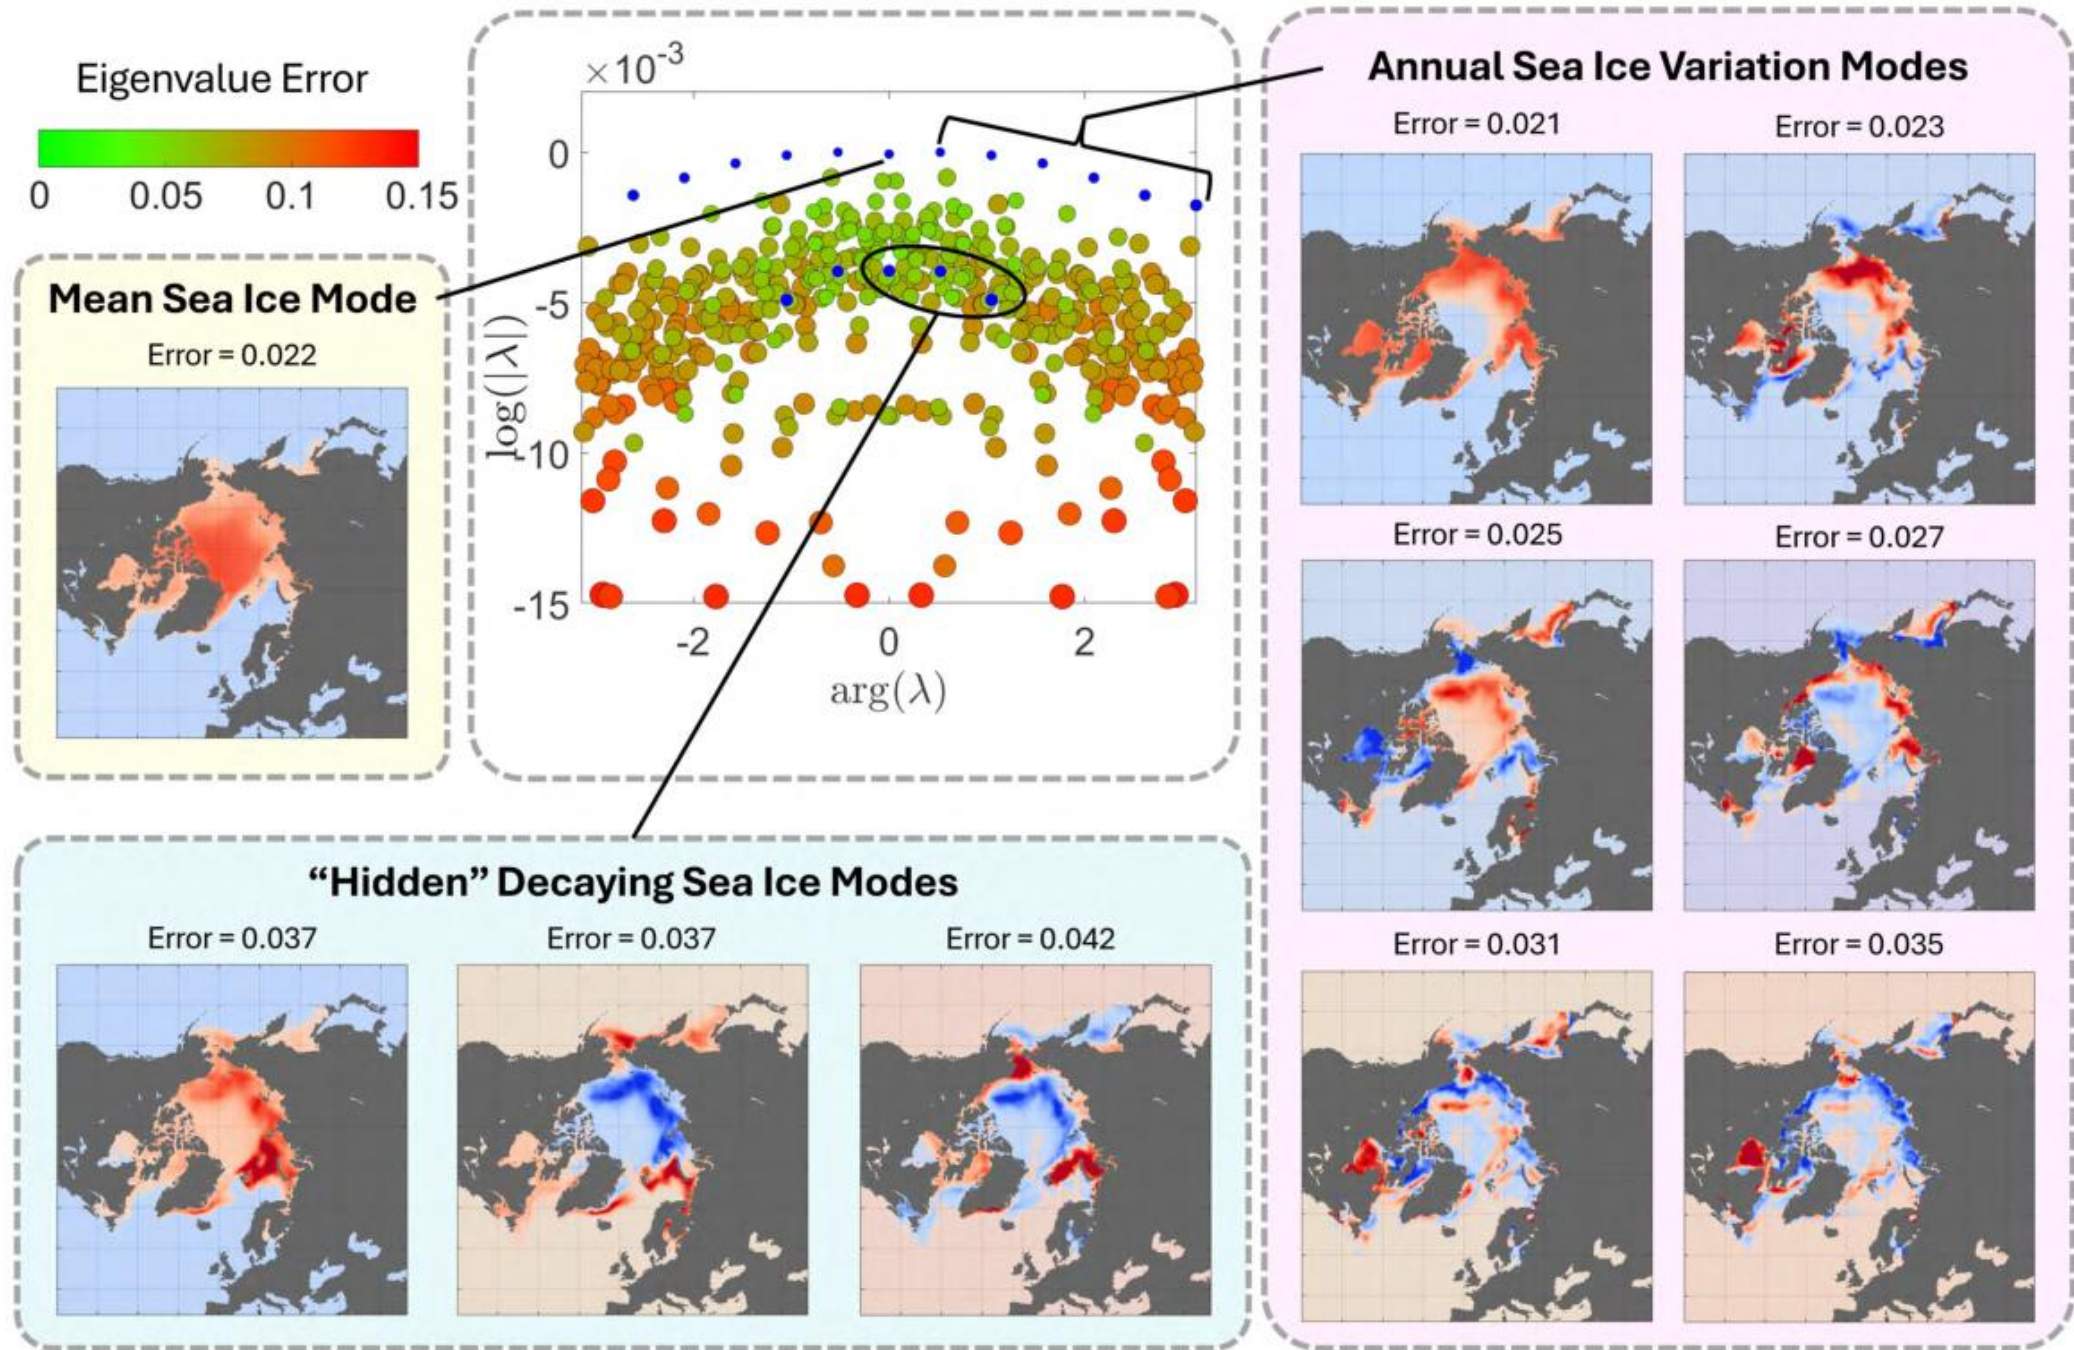 Eigenvalue Error
0 0.05 0.1 0.15
Mean Sea Ice Mode
Error = 0.022
×10⁻³
0
-5
-10
-15
log(|λ|)
-2 0 2
arg(λ)
Annual Sea Ice Variation Modes
Error = 0.021
Error = 0.023
Error = 0.025
Error = 0.027
Error = 0.031
Error = 0.035
“Hidden” Decaying Sea Ice Modes
Error = 0.037
Error = 0.037
Error = 0.042